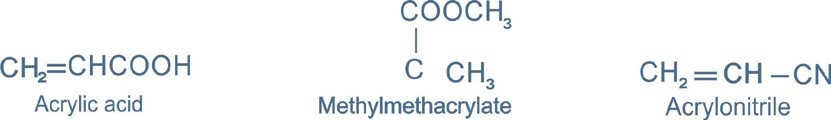 CH₂=CHCOOH
Acrylic acid
COOCH₃
C CH₃
Methylmethacrylate
CH₂=CH–CN
Acrylonitrile